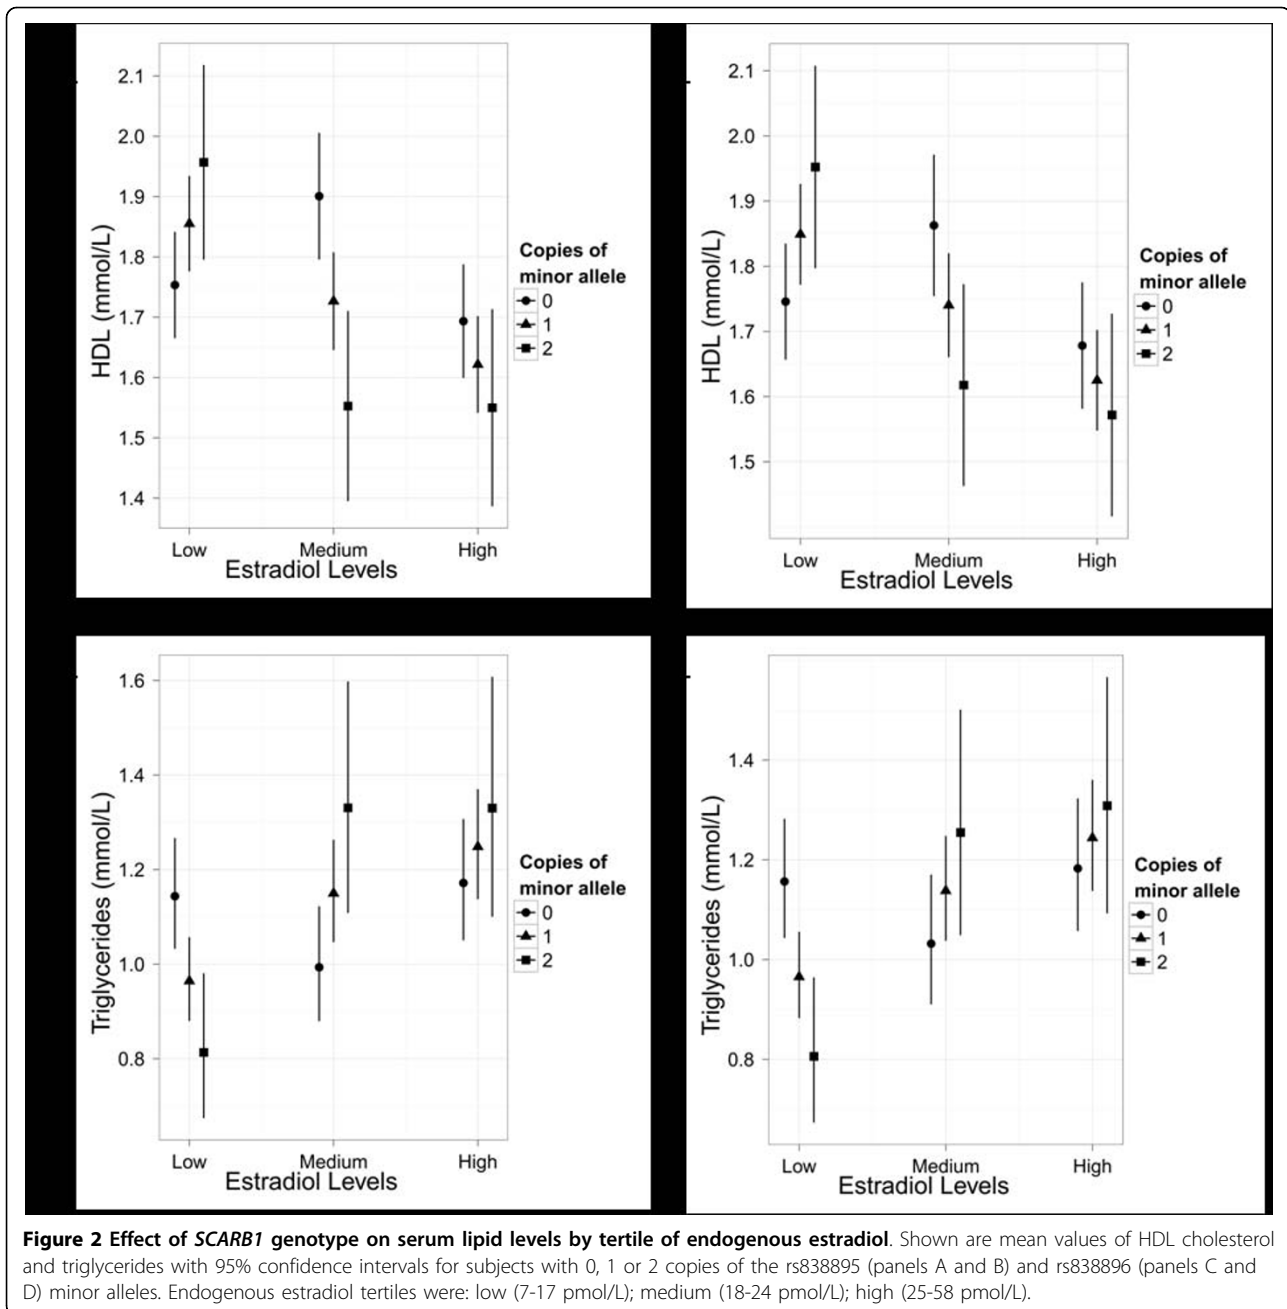 2.1
2.0
1.9
1.8
1.7
1.6
1.5
1.4
HDL (mmol/L)
Low Medium High
Estradiol Levels
Copies of
minor allele
0
1
2
2.1
2.0
1.9
1.8
1.7
1.6
1.5
HDL (mmol/L)
Low Medium High
Estradiol Levels
Copies of
minor allele
0
1
2
1.6
1.4
1.2
1.0
0.8
Triglycerides (mmol/L)
Low Medium High
Estradiol Levels
Copies of
minor allele
0
1
2
1.4
1.2
1.0
0.8
Triglycerides (mmol/L)
Low Medium High
Estradiol Levels
Copies of
minor allele
0
1
2
Figure 2 Effect of SCARB1 genotype on serum lipid levels by tertile of endogenous estradiol. Shown are mean values of HDL cholesterol
and triglycerides with 95% confidence intervals for subjects with 0, 1 or 2 copies of the rs838895 (panels A and B) and rs838896 (panels C and
D) minor alleles. Endogenous estradiol tertiles were: low (7-17 pmol/L); medium (18-24 pmol/L); high (25-58 pmol/L).